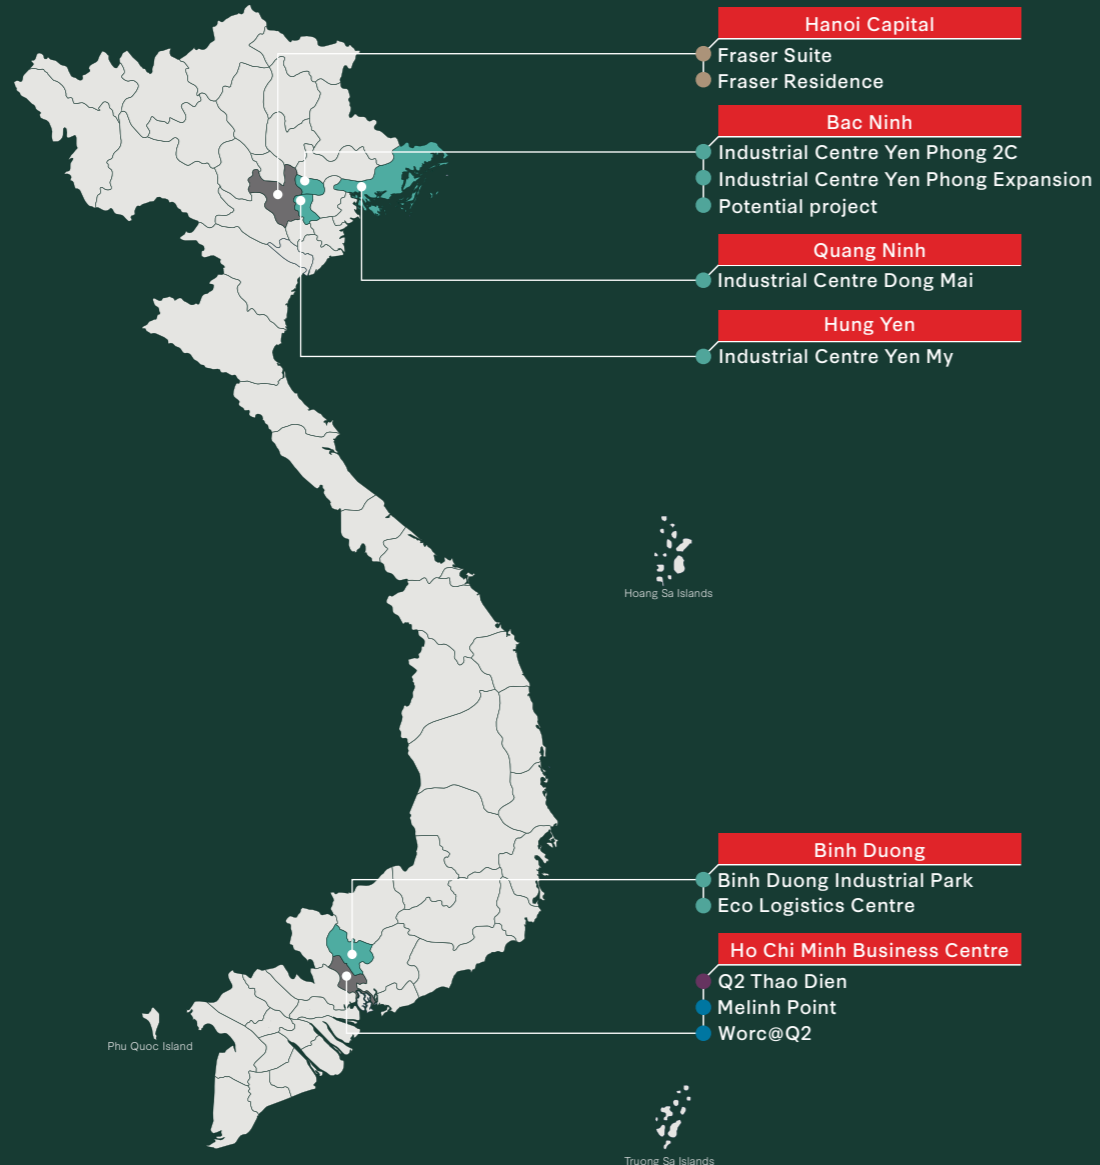 Hanoi Capital
Fraser Suite
Fraser Residence
Bac Ninh
Industrial Centre Yen Phong 2C
Industrial Centre Yen Phong Expansion
Potential project
Quang Ninh
Industrial Centre Dong Mai
Hung Yen
Industrial Centre Yen My
Hoang Sa Islands
Binh Duong
Binh Duong Industrial Park
Eco Logistics Centre
Ho Chi Minh Business Centre
Q2 Thao Dien
Melinh Point
Worc@Q2
Phu Quoc Island
Truong Sa Islands